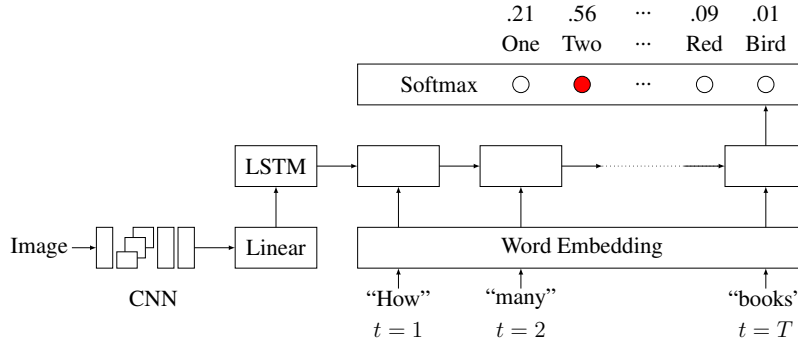 .21 .56 ... .09 .01
One Two ... Red Bird
Softmax ...
LSTM
Image Linear Word Embedding
CNN “How” “many” “books”
t = 1 t = 2 t = T